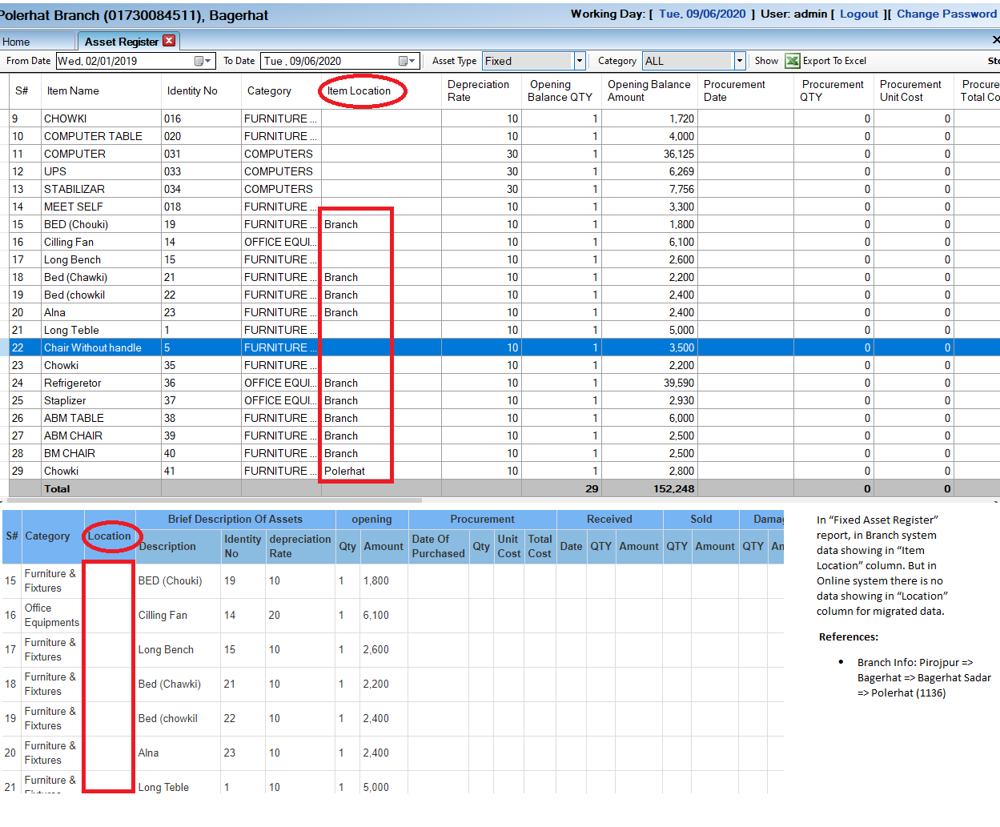 Polerhat Branch (01730084511), Bagerhat
Working Day: [ Tue, 09/06/2020 ] User: admin [ Logout ][ Change Password
Home Asset Register
From Date Wed, 02/01/2019 To Date Tue , 09/06/2020 Asset Type Fixed Category ALL Show Export To Excel Sto
S# Item Name Identity No Category Item Location Depreciation Rate Opening Balance QTY Opening Balance Amount Procurement Date Procurement QTY Procurement Unit Cost Procure Total Co
9 CHOWKI 016 FURNITURE ... 10 1 1,720 0 0
10 COMPUTER TABLE 020 FURNITURE ... 10 1 4,000 0 0
11 COMPUTER 031 COMPUTERS 30 1 36,125 0 0
12 UPS 033 COMPUTERS 30 1 6,269 0 0
13 STABILIZAR 034 COMPUTERS 30 1 7,756 0 0
14 MEET SELF 018 FURNITURE ... 10 1 3,300 0 0
15 BED (Chouki) 19 FURNITURE ... Branch 10 1 1,800 0 0
16 Cilling Fan 14 OFFICE EQUI... 10 1 6,100 0 0
17 Long Bench 15 FURNITURE ... 10 1 2,600 0 0
18 Bed (Chawki) 21 FURNITURE ... Branch 10 1 2,200 0 0
19 Bed (chowkil 22 FURNITURE ... Branch 10 1 2,400 0 0
20 Alna 23 FURNITURE ... Branch 10 1 2,400 0 0
21 Long Teble 1 FURNITURE ... 10 1 5,000 0 0
22 Chair Without handle 5 FURNITURE ... 10 1 3,500 0 0
23 Chowki 35 FURNITURE ... 10 1 2,200 0 0
24 Refrigeretor 36 OFFICE EQUI... Branch 10 1 39,590 0 0
25 Staplizer 37 OFFICE EQUI... Branch 10 1 2,930 0 0
26 ABM TABLE 38 FURNITURE ... Branch 10 1 6,000 0 0
27 ABM CHAIR 39 FURNITURE ... Branch 10 1 2,500 0 0
28 BM CHAIR 40 FURNITURE ... Branch 10 1 2,500 0 0
29 Chowki 41 FURNITURE ... Polerhat 10 1 2,800 0 0
Total 29 152,248 0 0
S# Category Location Brief Description Of Assets opening Procurement Received Sold Damag
Description Identity No depreciation Rate Qty Amount Date Of Purchased Qty Unit Cost Total Cost Date QTY Amount QTY Amount QTY An
15 Furniture & Fixtures BED (Chouki) 19 10 1 1,800
16 Office Equipments Cilling Fan 14 20 1 6,100
17 Furniture & Fixtures Long Bench 15 10 1 2,600
18 Furniture & Fixtures Bed (Chawki) 21 10 1 2,200
19 Furniture & Fixtures Bed (chowkil 22 10 1 2,400
20 Furniture & Fixtures Alna 23 10 1 2,400
21 Furniture & Fixtures Long Teble 1 10 1 5,000
In “Fixed Asset Register”
report, in Branch system
data showing in “Item
Location” column. But in
Online system there is no
data showing in “Location”
column for migrated data.
References:
• Branch Info: Pirojpur =>
Bagerhat => Bagerhat Sadar
=> Polerhat (1136)